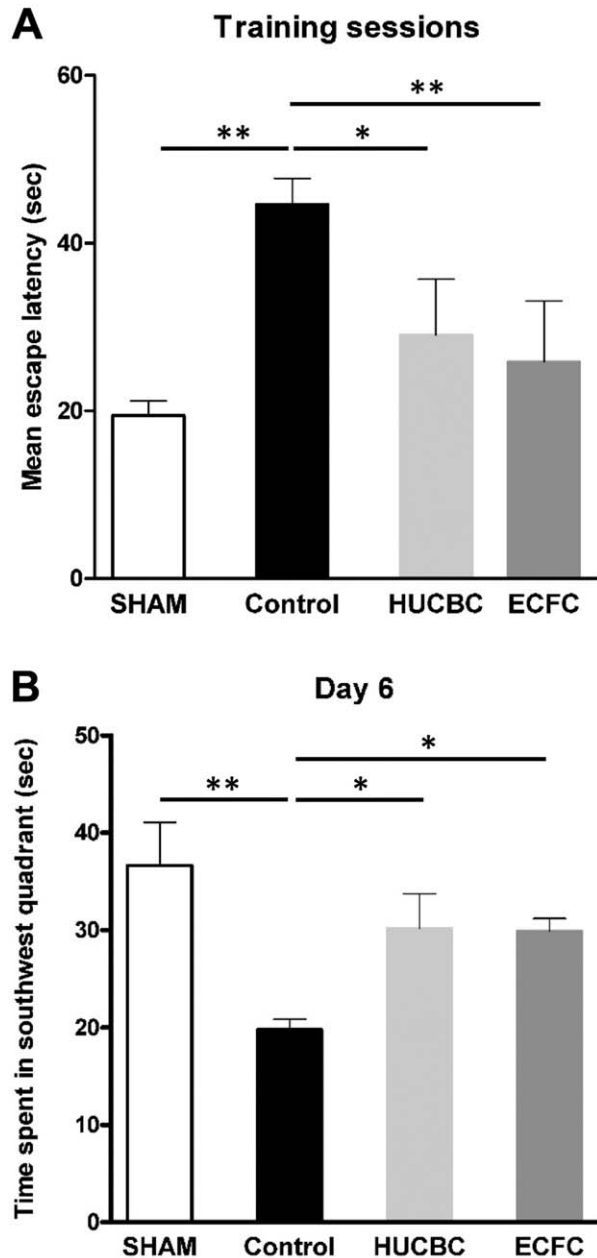 A
Training sessions
Mean escape latency (sec)
60
40
20
0
**
**
*
SHAM
Control
HUCBC
ECFC
B
Day 6
Time spent in southwest quadrant (sec)
50
40
30
20
10
0
*
**
*
SHAM
Control
HUCBC
ECFC